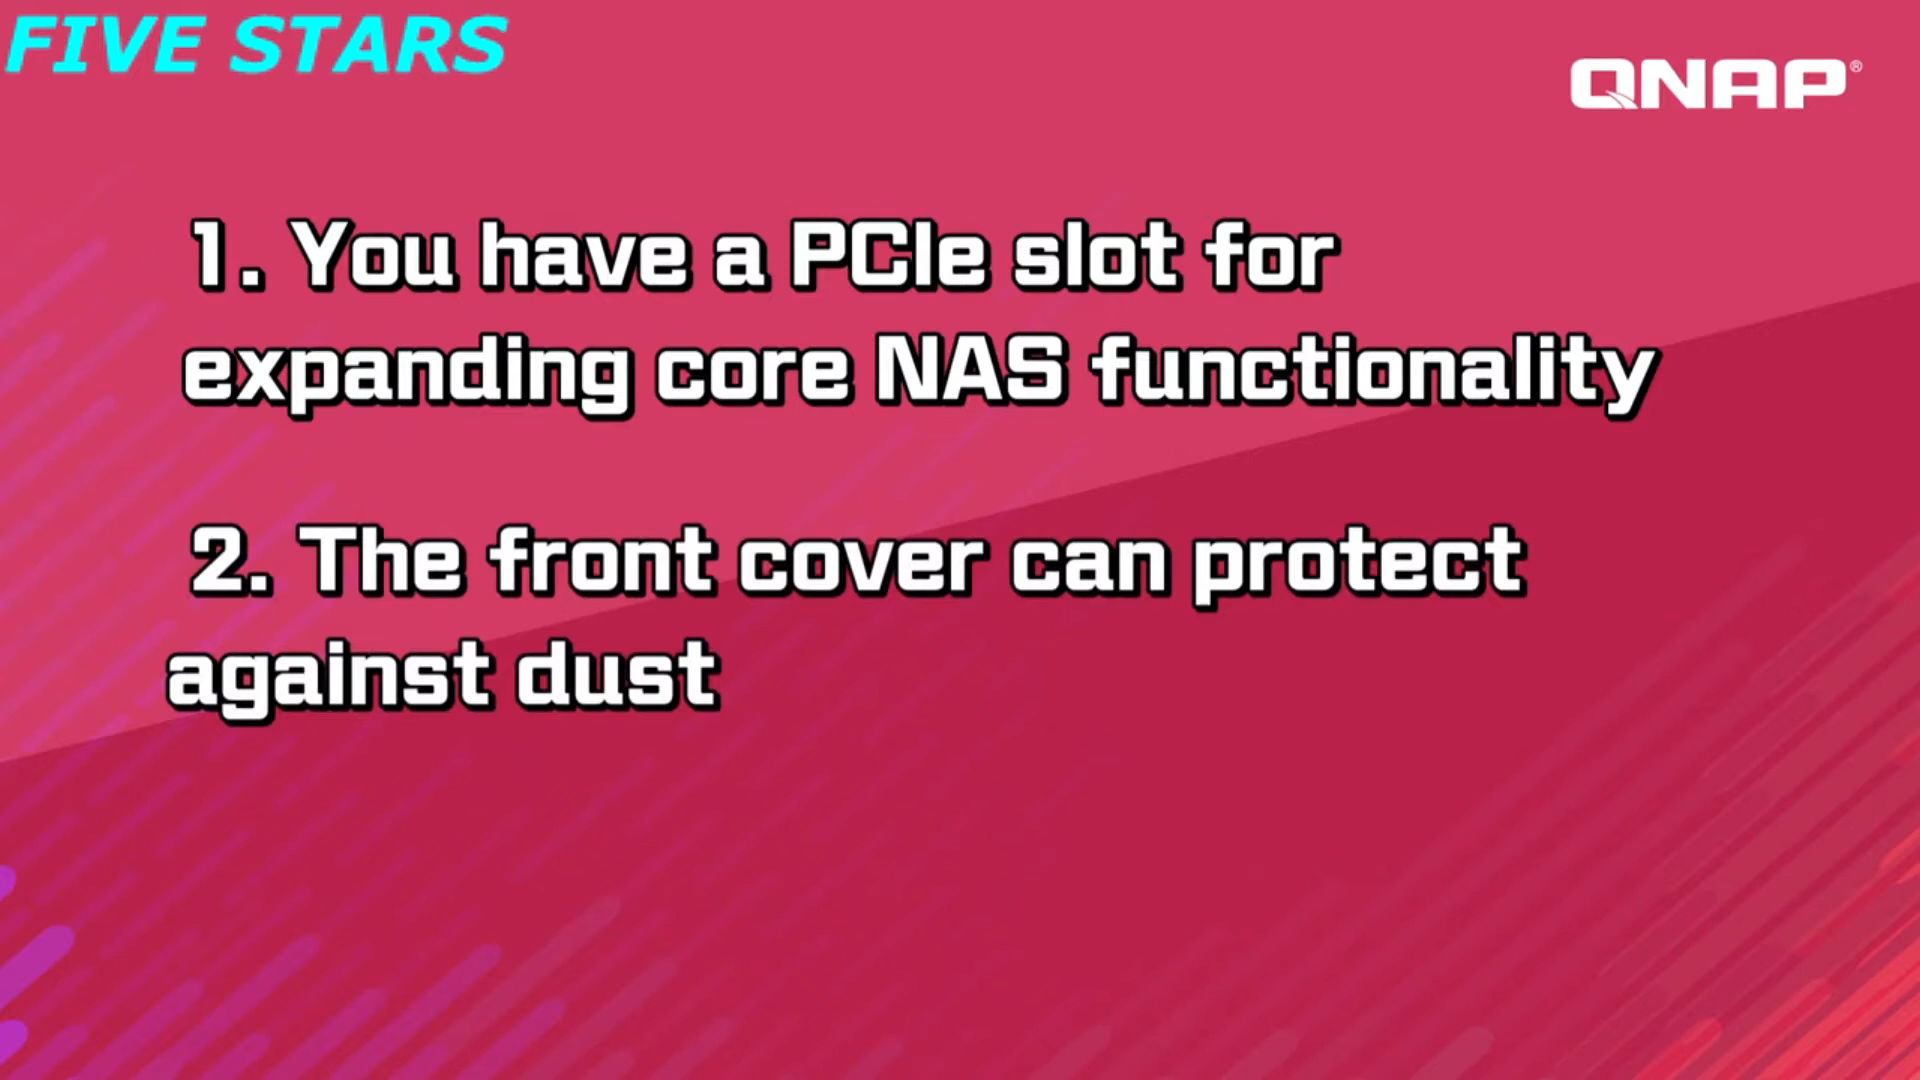 FIVE STARS
QNAP®
1. You have a PCIe slot for
expanding core NAS functionality
2. The front cover can protect
against dust